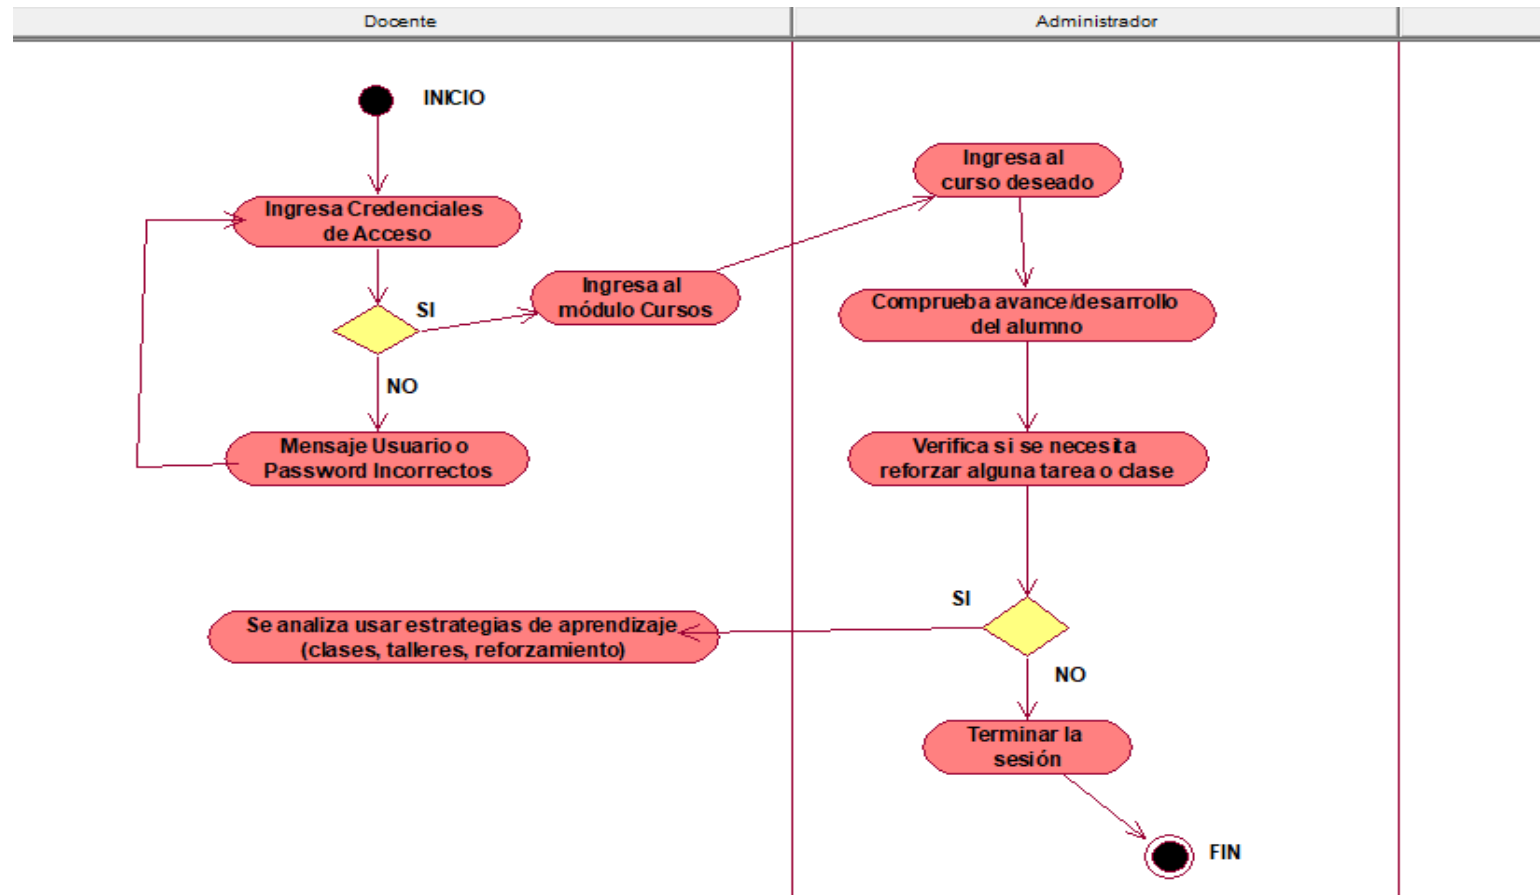 Docente
Administrador
INICIO
Ingresa Credenciales
de Acceso
SI
Ingresa al
módulo Cursos
NO
Mensaje Usuario o
Password Incorrectos
Ingresa al
curso deseado
Comprueba avance/desarrollo
del alumno
Verifica si se necesita
reforzar alguna tarea o clase
SI
Se analiza usar estrategias de aprendizaje
(clases, talleres, reforzamiento)
NO
Terminar la
sesión
FIN